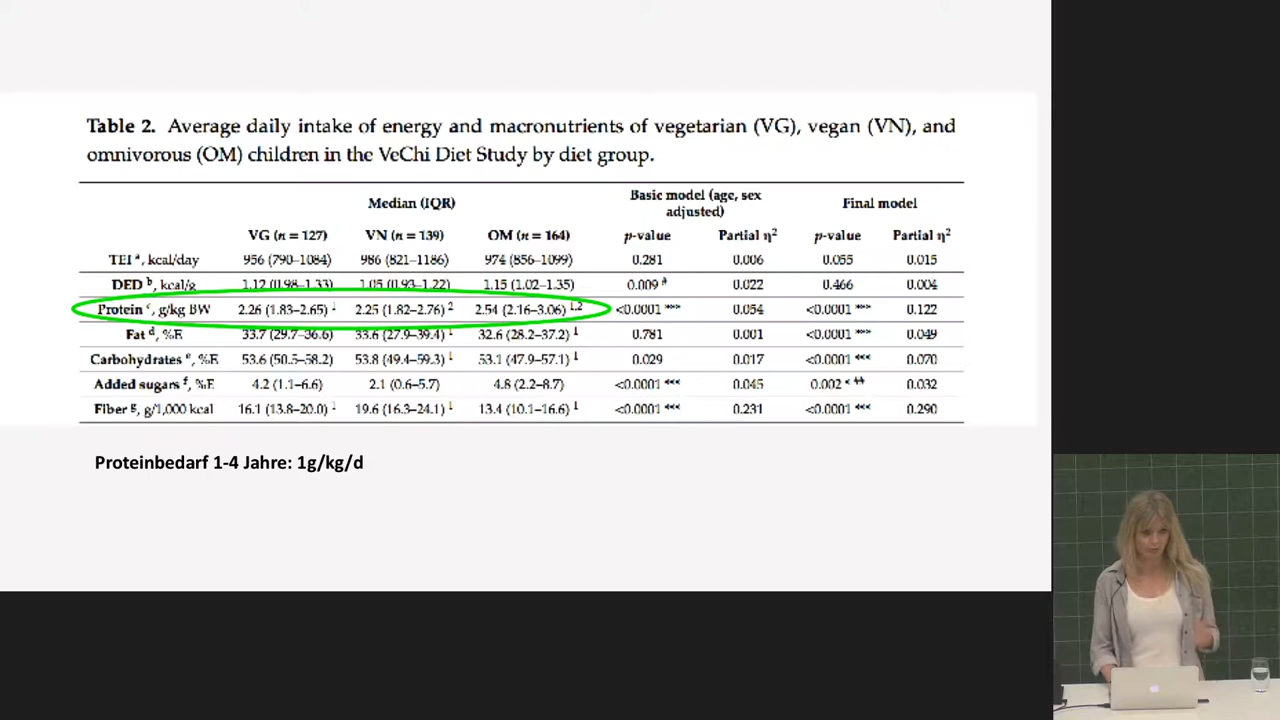 Table 2. Average daily intake of energy and macronutrients of vegetarian (VG), vegan (VN), and
omnivorous (OM) children in the VeChi Diet Study by diet group.
Median (IQR) Basic model (age, sex adjusted) Final model
VG (n = 127) VN (n = 139) OM (n = 164) p-value Partial η² p-value Partial η²
TEI ᵃ, kcal/day 956 (790–1084) 986 (821–1186) 974 (856–1099) 0.281 0.006 0.055 0.015
DED ᵇ, kcal/g 1.12 (0.98–1.33) 1.05 (0.93–1.22) 1.15 (1.02–1.35) 0.009 0.022 0.466 0.004
Protein ᶜ, g/kg BW 2.26 (1.83–2.65) ¹ 2.25 (1.82–2.76) ² 2.54 (2.16–3.06) ¹,² <0.0001 *** 0.054 <0.0001 *** 0.122
Fat ᵈ, %E 33.7 (29.7–36.6) 33.6 (27.9–39.4) ¹ 32.6 (28.2–37.2) ¹ 0.781 0.001 <0.0001 *** 0.049
Carbohydrates ᵉ, %E 53.6 (50.5–58.2) 53.8 (49.4–59.3) ¹ 53.1 (47.9–57.1) ¹ 0.029 0.017 <0.0001 *** 0.070
Added sugars ᶠ, %E 4.2 (1.1–6.6) 2.1 (0.6–5.7) 4.8 (2.2–8.7) <0.0001 *** 0.045 0.002 0.032
Fiber ᵍ, g/1,000 kcal 16.1 (13.8–20.0) ¹ 19.6 (16.3–24.1) ¹ 13.4 (10.1–16.6) ¹ <0.0001 *** 0.231 <0.0001 *** 0.290
Proteinbedarf 1-4 Jahre: 1g/kg/d